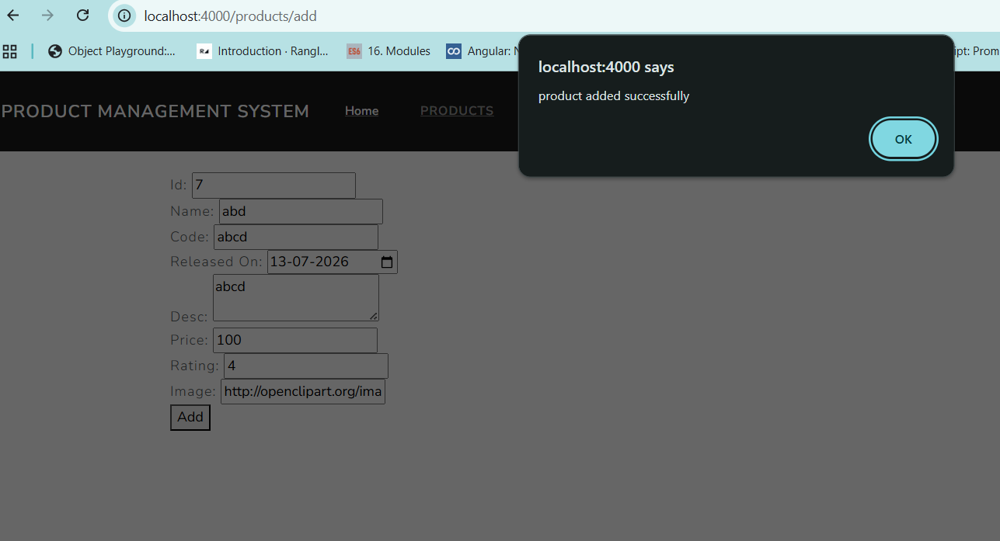 localhost:4000/products/add
Object Playground:... Introduction · Rangl... ES6 16. Modules Angular: ipt: Prom
localhost:4000 says
product added successfully
OK
PRODUCT MANAGEMENT SYSTEM Home PRODUCTS
Id: 7
Name: abd
Code: abcd
Released On: 13-07-2026
Desc: abcd
Price: 100
Rating: 4
Image: http://openclipart.org/ima
Add